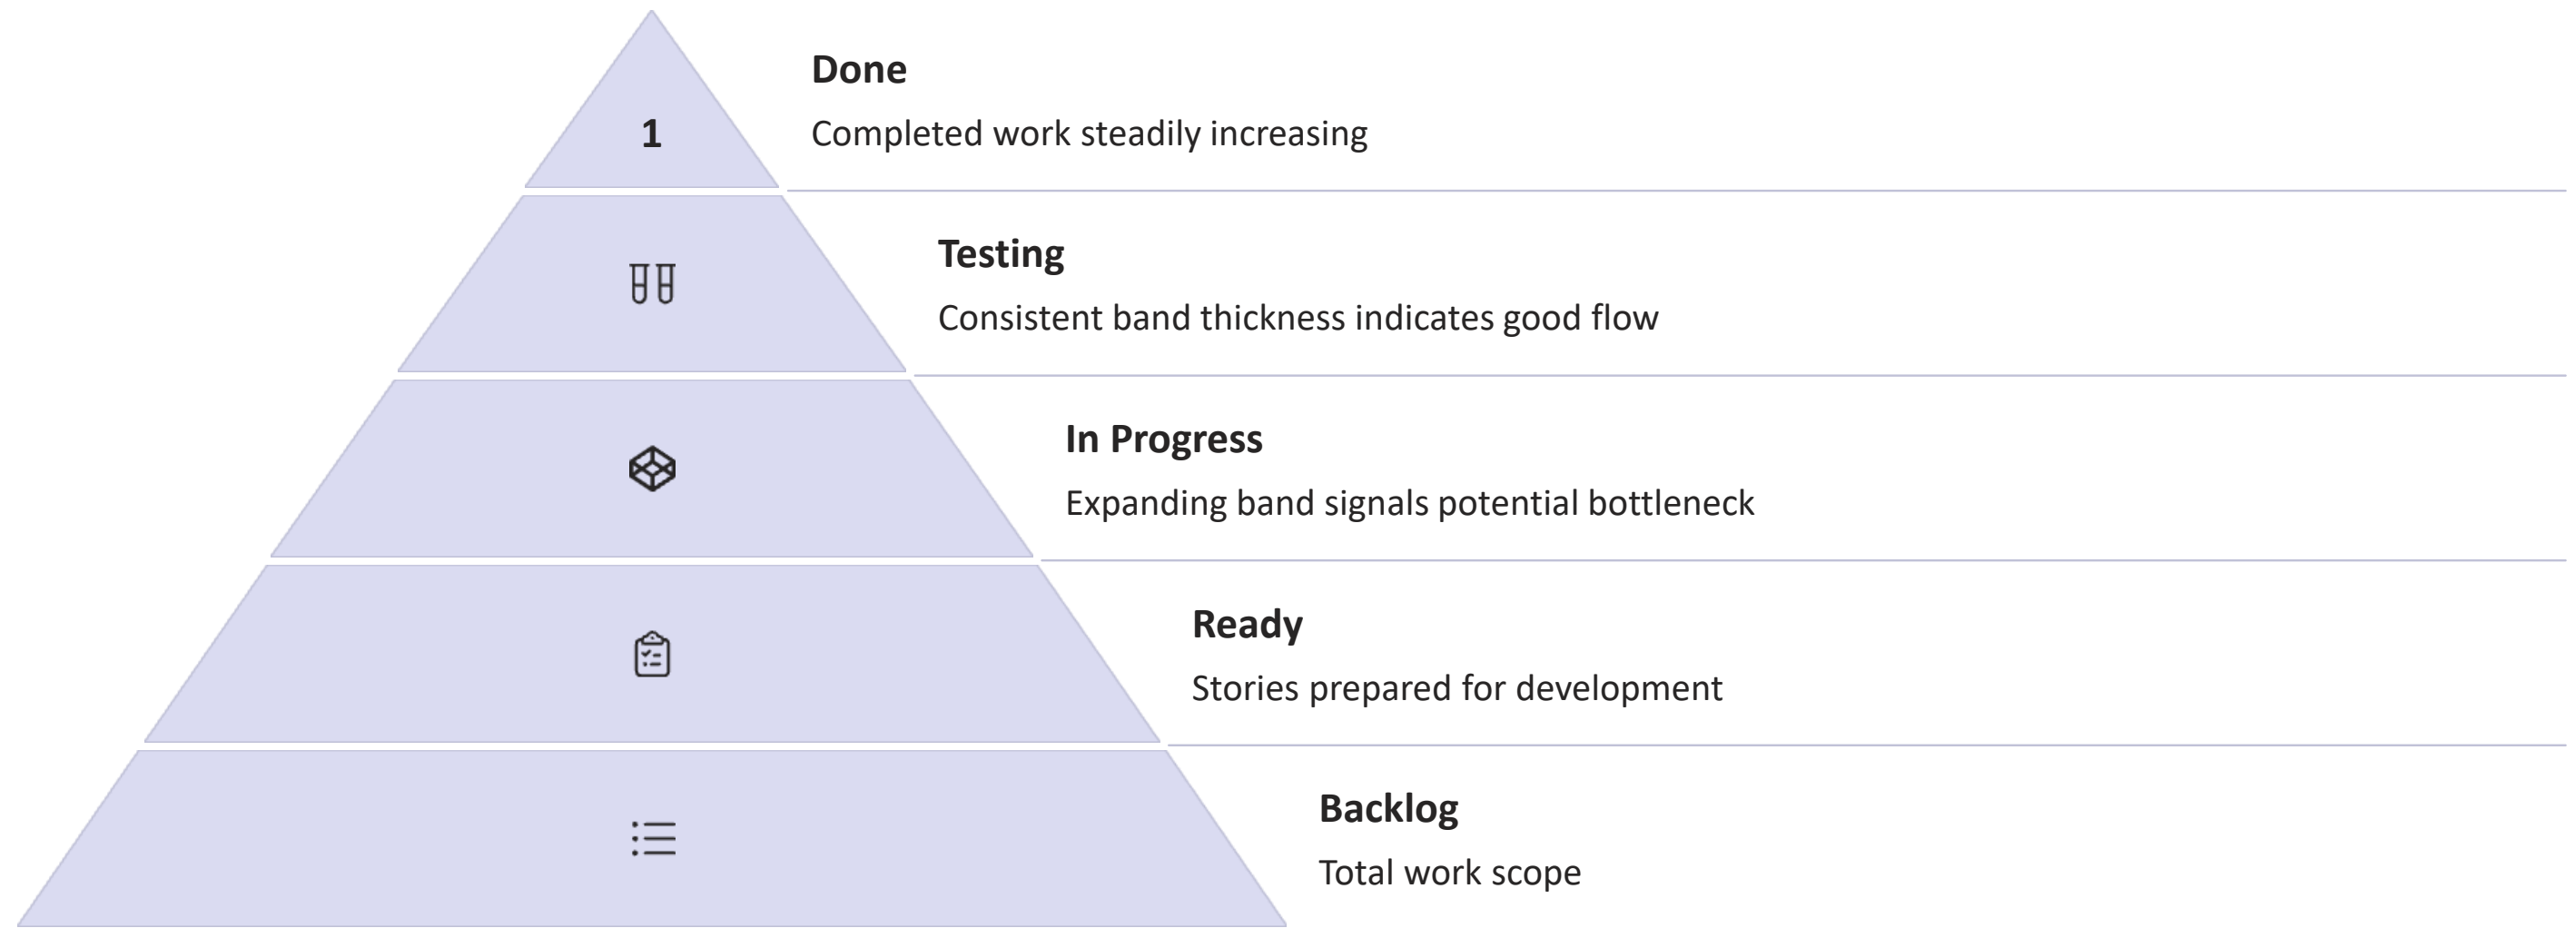 Done
1
Completed work steadily increasing
Testing
Consistent band thickness indicates good flow
In Progress
Expanding band signals potential bottleneck
Ready
Stories prepared for development
Backlog
Total work scope